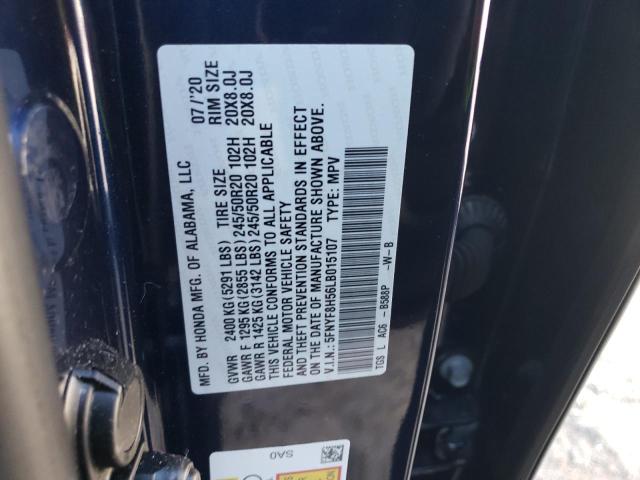 MFD. BY HONDA MFG. OF ALABAMA, LLC 07/'20
TIRE SIZE RIM SIZE
GVWR 2400 KG(5291 LBS)
GAWR F 1295 KG(2855 LBS)245/50R20 102H 20X8.0J
GAWR R 1425 KG(3142 LBS)245/50R20 102H 20X8.0J
THIS VEHICLE CONFORMS TO ALL APPLICABLE
FEDERAL MOTOR VEHICLE SAFETY
AND THEFT PREVENTION STANDARDS IN EFFECT
ON THE DATE OF MANUFACTURE SHOWN ABOVE.
V.I.N.: 5FNYF8H56LB015107 TYPE: MPV
TGS L AC6 - B588P -W-B
SA0